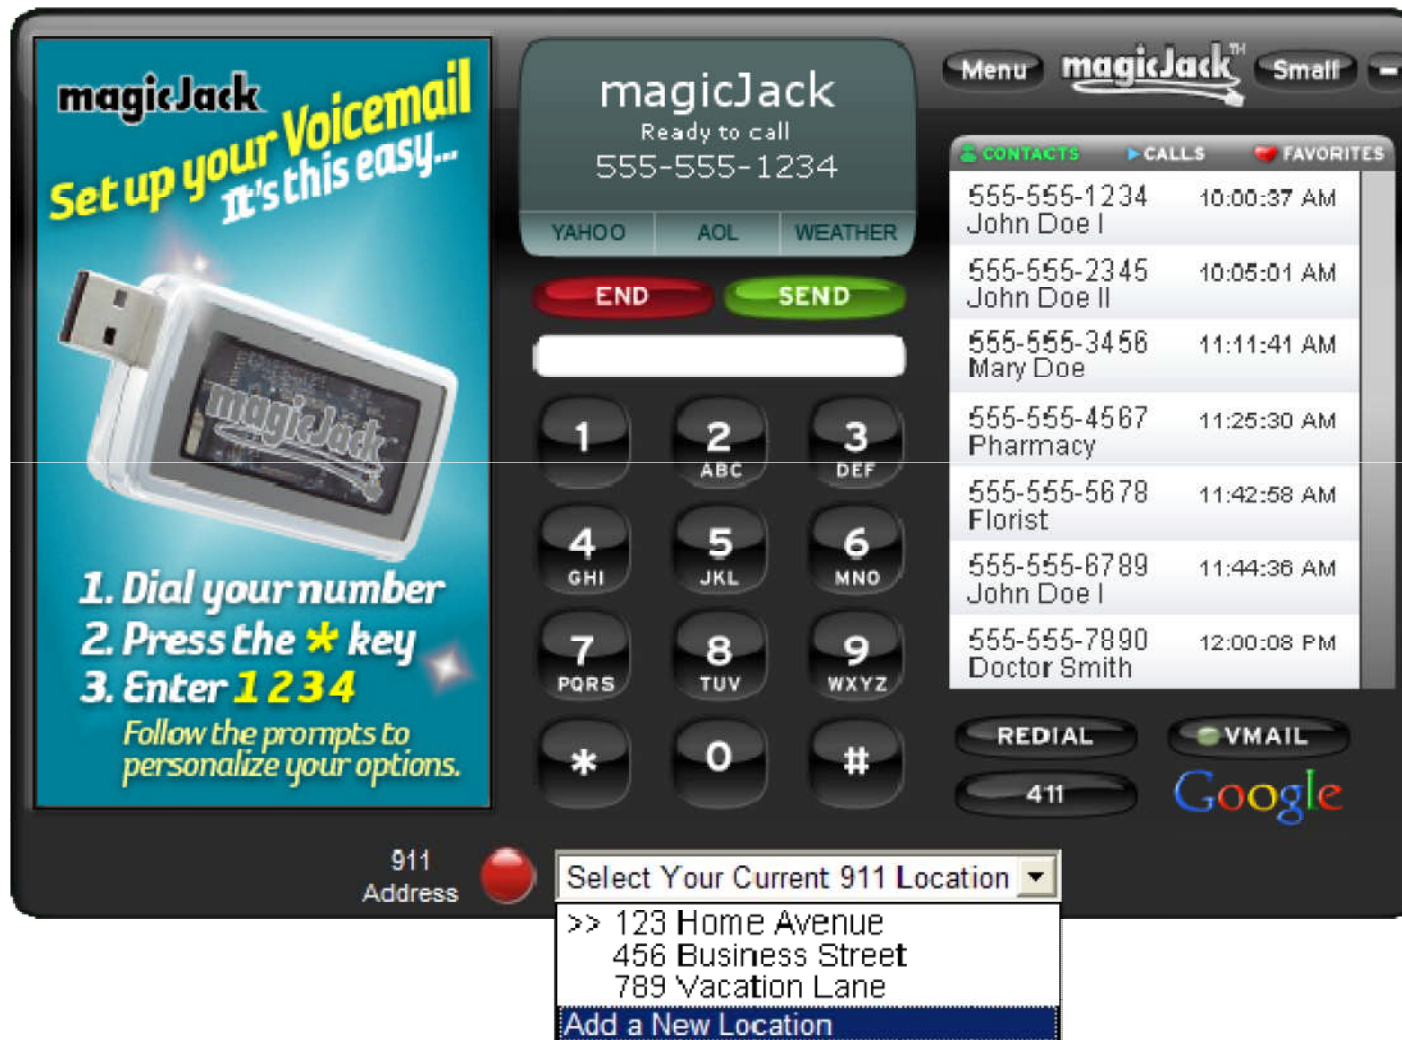 magicJack
Set up your Voicemail
It's this easy...
magicJack
1. Dial your number
2. Press the * key
3. Enter 1 2 3 4
Follow the prompts to
personalize your options.
magicJack
Ready to call
555-555-1234
YAHOO AOL WEATHER
END SEND
1 2 ABC 3 DEF
4 GHI 5 JKL 6 MNO
7 PQRS 8 TUV 9 WXYZ
* 0 #
Menu magicJack TM Small -
CONTACTS CALLS FAVORITES
555-555-1234 10:00:37 AM
John Doe I
555-555-2345 10:05:01 AM
John Doe II
555-555-3456 11:11:41 AM
Mary Doe
555-555-4567 11:25:30 AM
Pharmacy
555-555-5678 11:42:58 AM
Florist
555-555-6789 11:44:36 AM
John Doe I
555-555-7890 12:00:08 PM
Doctor Smith
REDIAL VMAIL
411 Google
911
Address
Select Your Current 911 Location
>> 123 Home Avenue
456 Business Street
789 Vacation Lane
Add a New Location